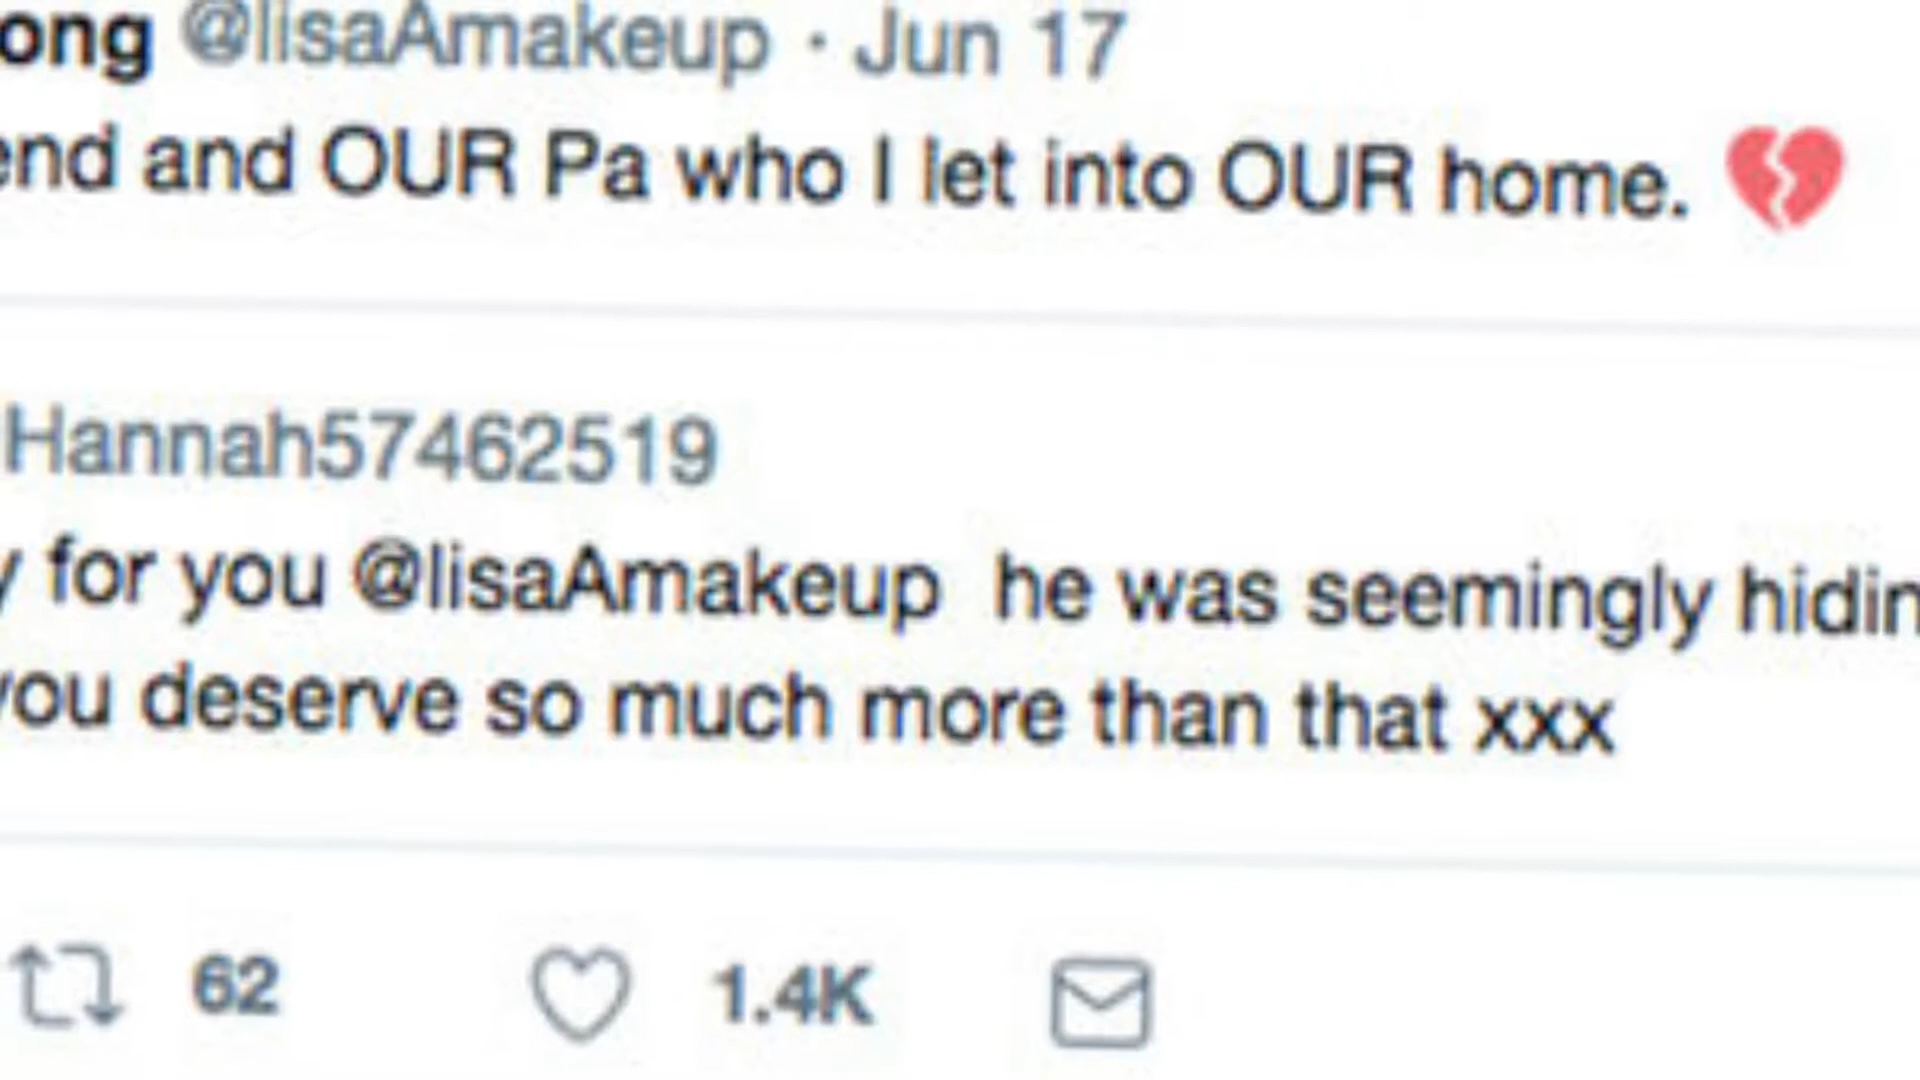 ong @lisaAmakeup · Jun 17
end and OUR Pa who I let into OUR home. 💔
Hannah57462519
y for you @lisaAmakeup he was seemingly hidin
you deserve so much more than that xxx
62 1.4K